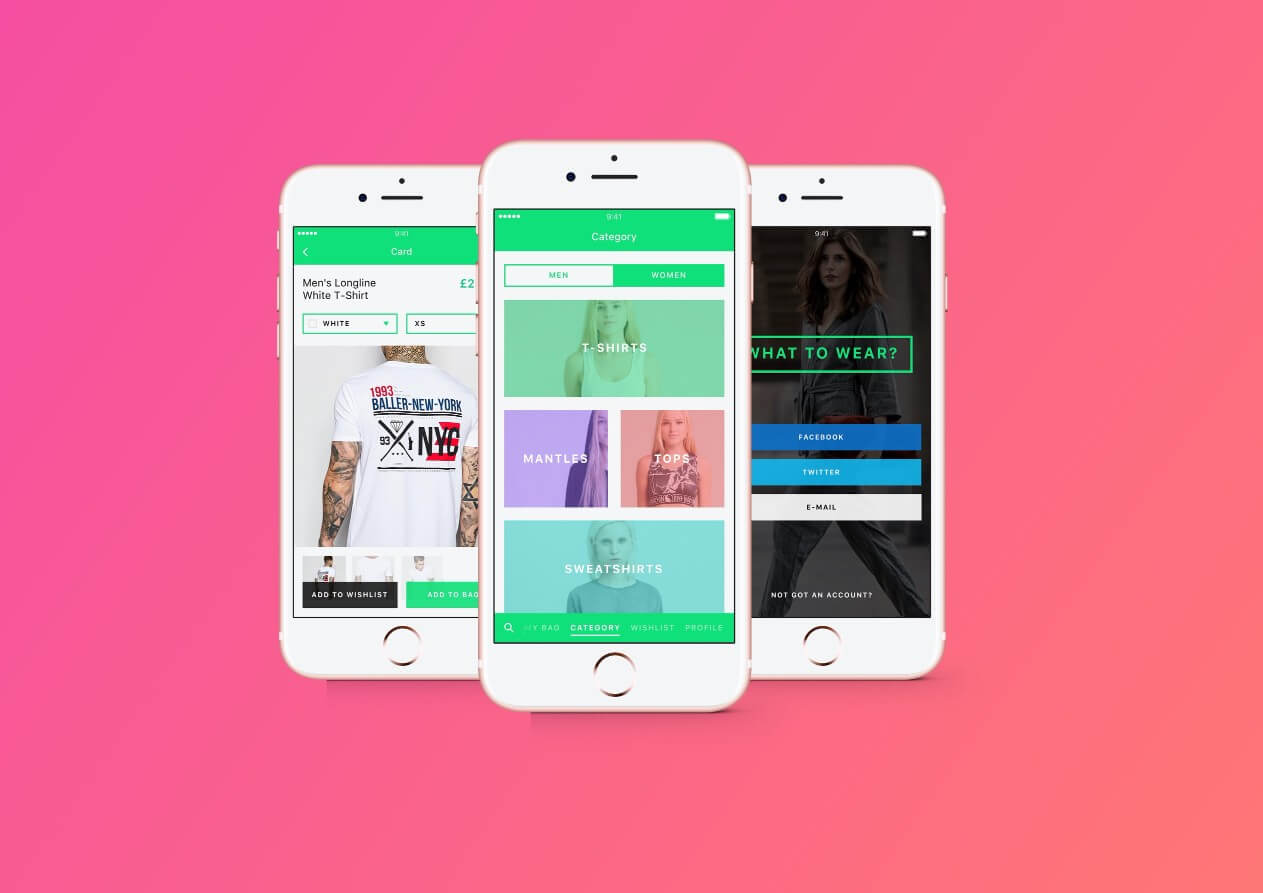 9:41
Card
Men's Longline
White T-Shirt
£2
WHITE
XS
1993
BALLER-NEW-YORK
93
NYC
ADD TO WISHLIST
ADD TO BAG
9:41
Category
MEN
WOMEN
T-SHIRTS
MANTLES
TOPS
SWEATSHIRTS
MY BAG
CATEGORY
WISHLIST
PROFILE
9:41
WHAT TO WEAR?
FACEBOOK
TWITTER
E-MAIL
NOT GOT AN ACCOUNT?